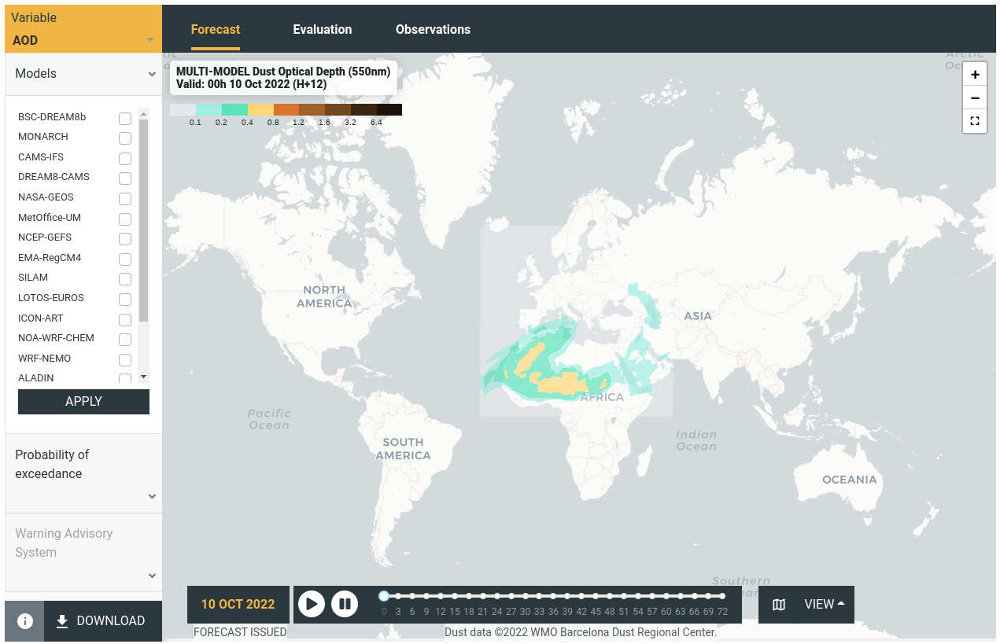 Variable
AOD
Forecast
Evaluation
Observations
Models
BSC-DREAM8b
MONARCH
CAMS-IFS
DREAM8-CAMS
NASA-GEOS
MetOffice-UM
NCEP-GEFS
EMA-RegCM4
SILAM
LOTOS-EUROS
ICON-ART
NOA-WRF-CHEM
WRF-NEMO
ALADIN
APPLY
Probability of
exceedance
Warning Advisory
System
DOWNLOAD
MULTI-MODEL Dust Optical Depth (550nm)
Valid: 00h 10 Oct 2022 (H+12)
0.1 0.2 0.4 0.8 1.2 1.6 3.2 6.4
Arctic
+
−
NORTH
AMERICA
ASIA
AFRICA
Pacific
Ocean
SOUTH
AMERICA
Indian
Ocean
OCEANIA
Southern
10 OCT 2022
0 3 6 9 12 15 18 21 24 27 30 33 36 39 42 45 48 51 54 57 60 63 66 69 72
VIEW
FORECAST ISSUED
Dust data ©2022 WMO Barcelona Dust Regional Center.